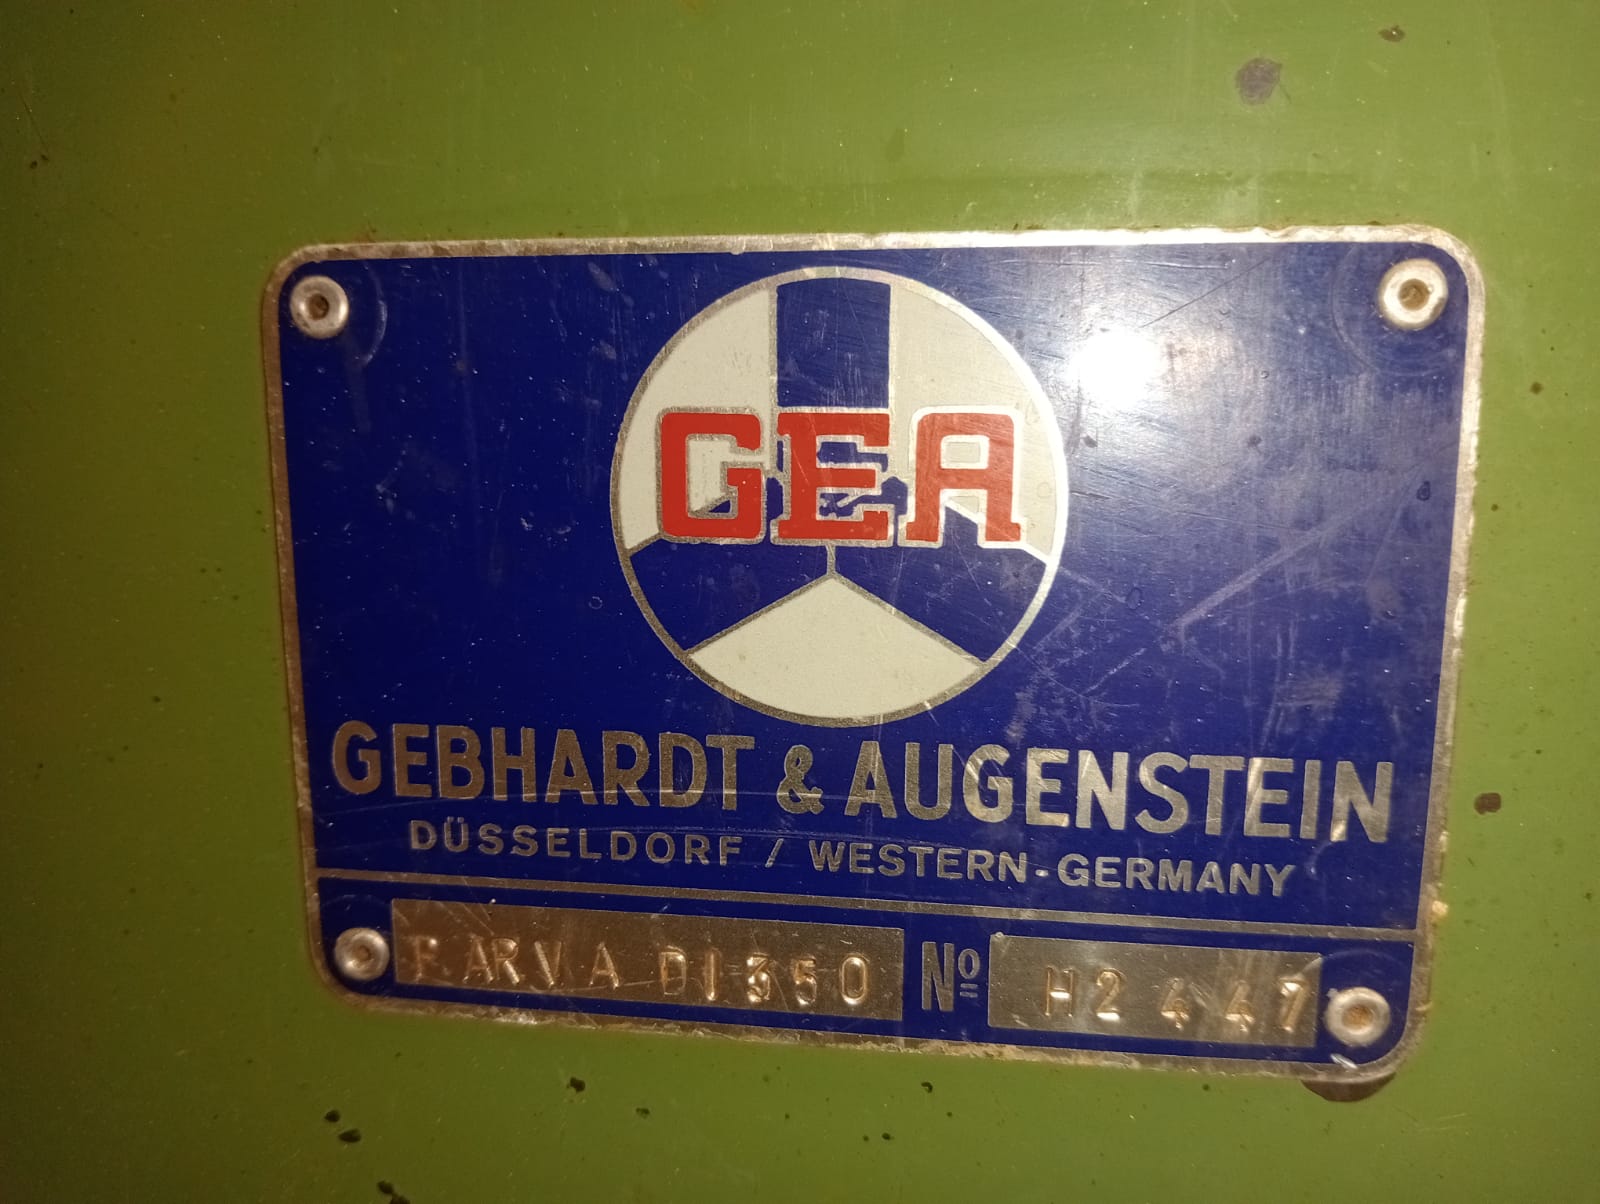 GEA
GEBHARDT & AUGENSTEIN
DÜSSELDORF / WESTERN-GERMANY
FARVA DI350 Nº H2447